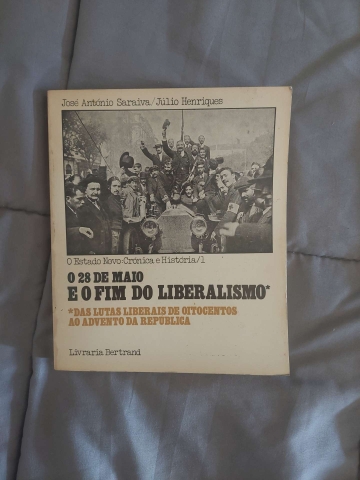 José António Saraiva/Júlio Henriques
O Estado Novo: Crónica e História/1
O 28 DE MAIO
E O FIM DO LIBERALISMO*
*DAS LUTAS LIBERAIS DE OITOCENTOS
AO ADVENTO DA REPÚBLICA
Livraria Bertrand